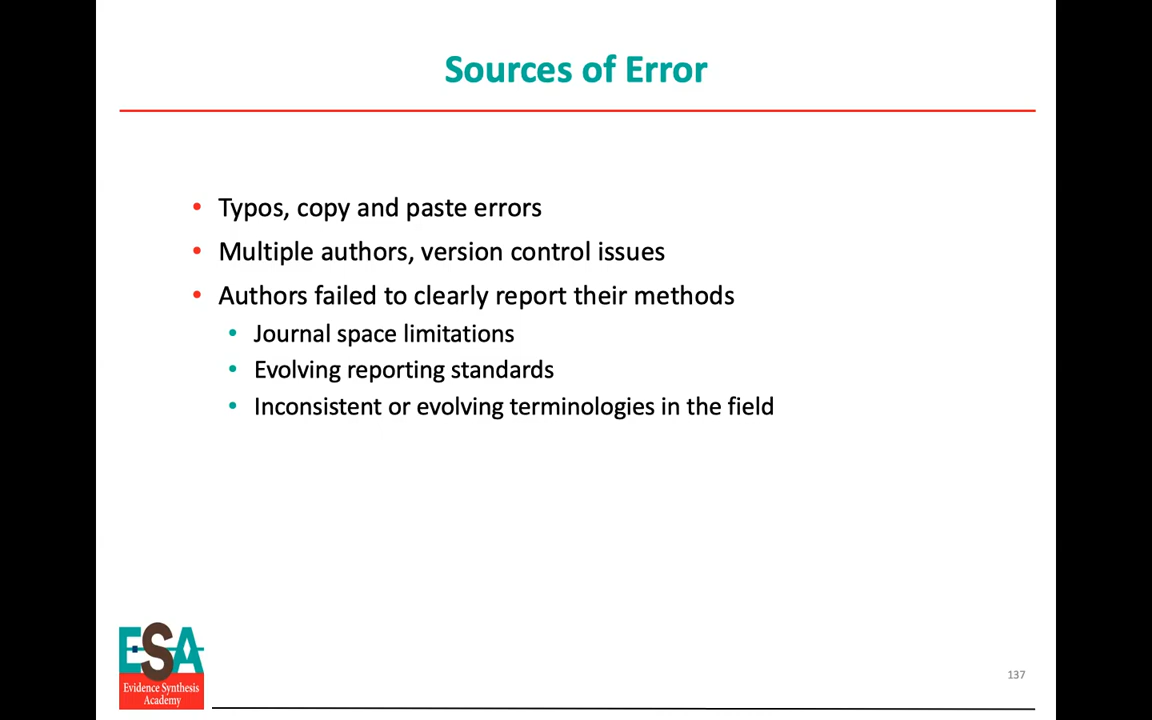 Sources of Error
• Typos, copy and paste errors
• Multiple authors, version control issues
• Authors failed to clearly report their methods
• Journal space limitations
• Evolving reporting standards
• Inconsistent or evolving terminologies in the field
ESA
Evidence Synthesis
Academy
137